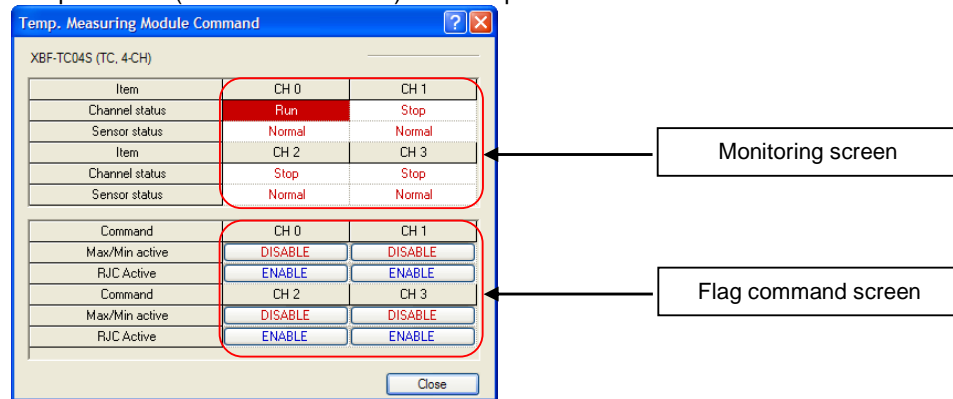 Temp. Measuring Module Command
XBF-TC04S (TC, 4-CH)
Item CH 0 CH 1
Channel status Run Stop
Sensor status Normal Normal
Item CH 2 CH 3
Channel status Stop Stop
Sensor status Normal Normal
Monitoring screen
Command CH 0 CH 1
Max/Min active DISABLE DISABLE
RJC Active ENABLE ENABLE
Command CH 2 CH 3
Max/Min active DISABLE DISABLE
RJC Active ENABLE ENABLE
Flag command screen
Close